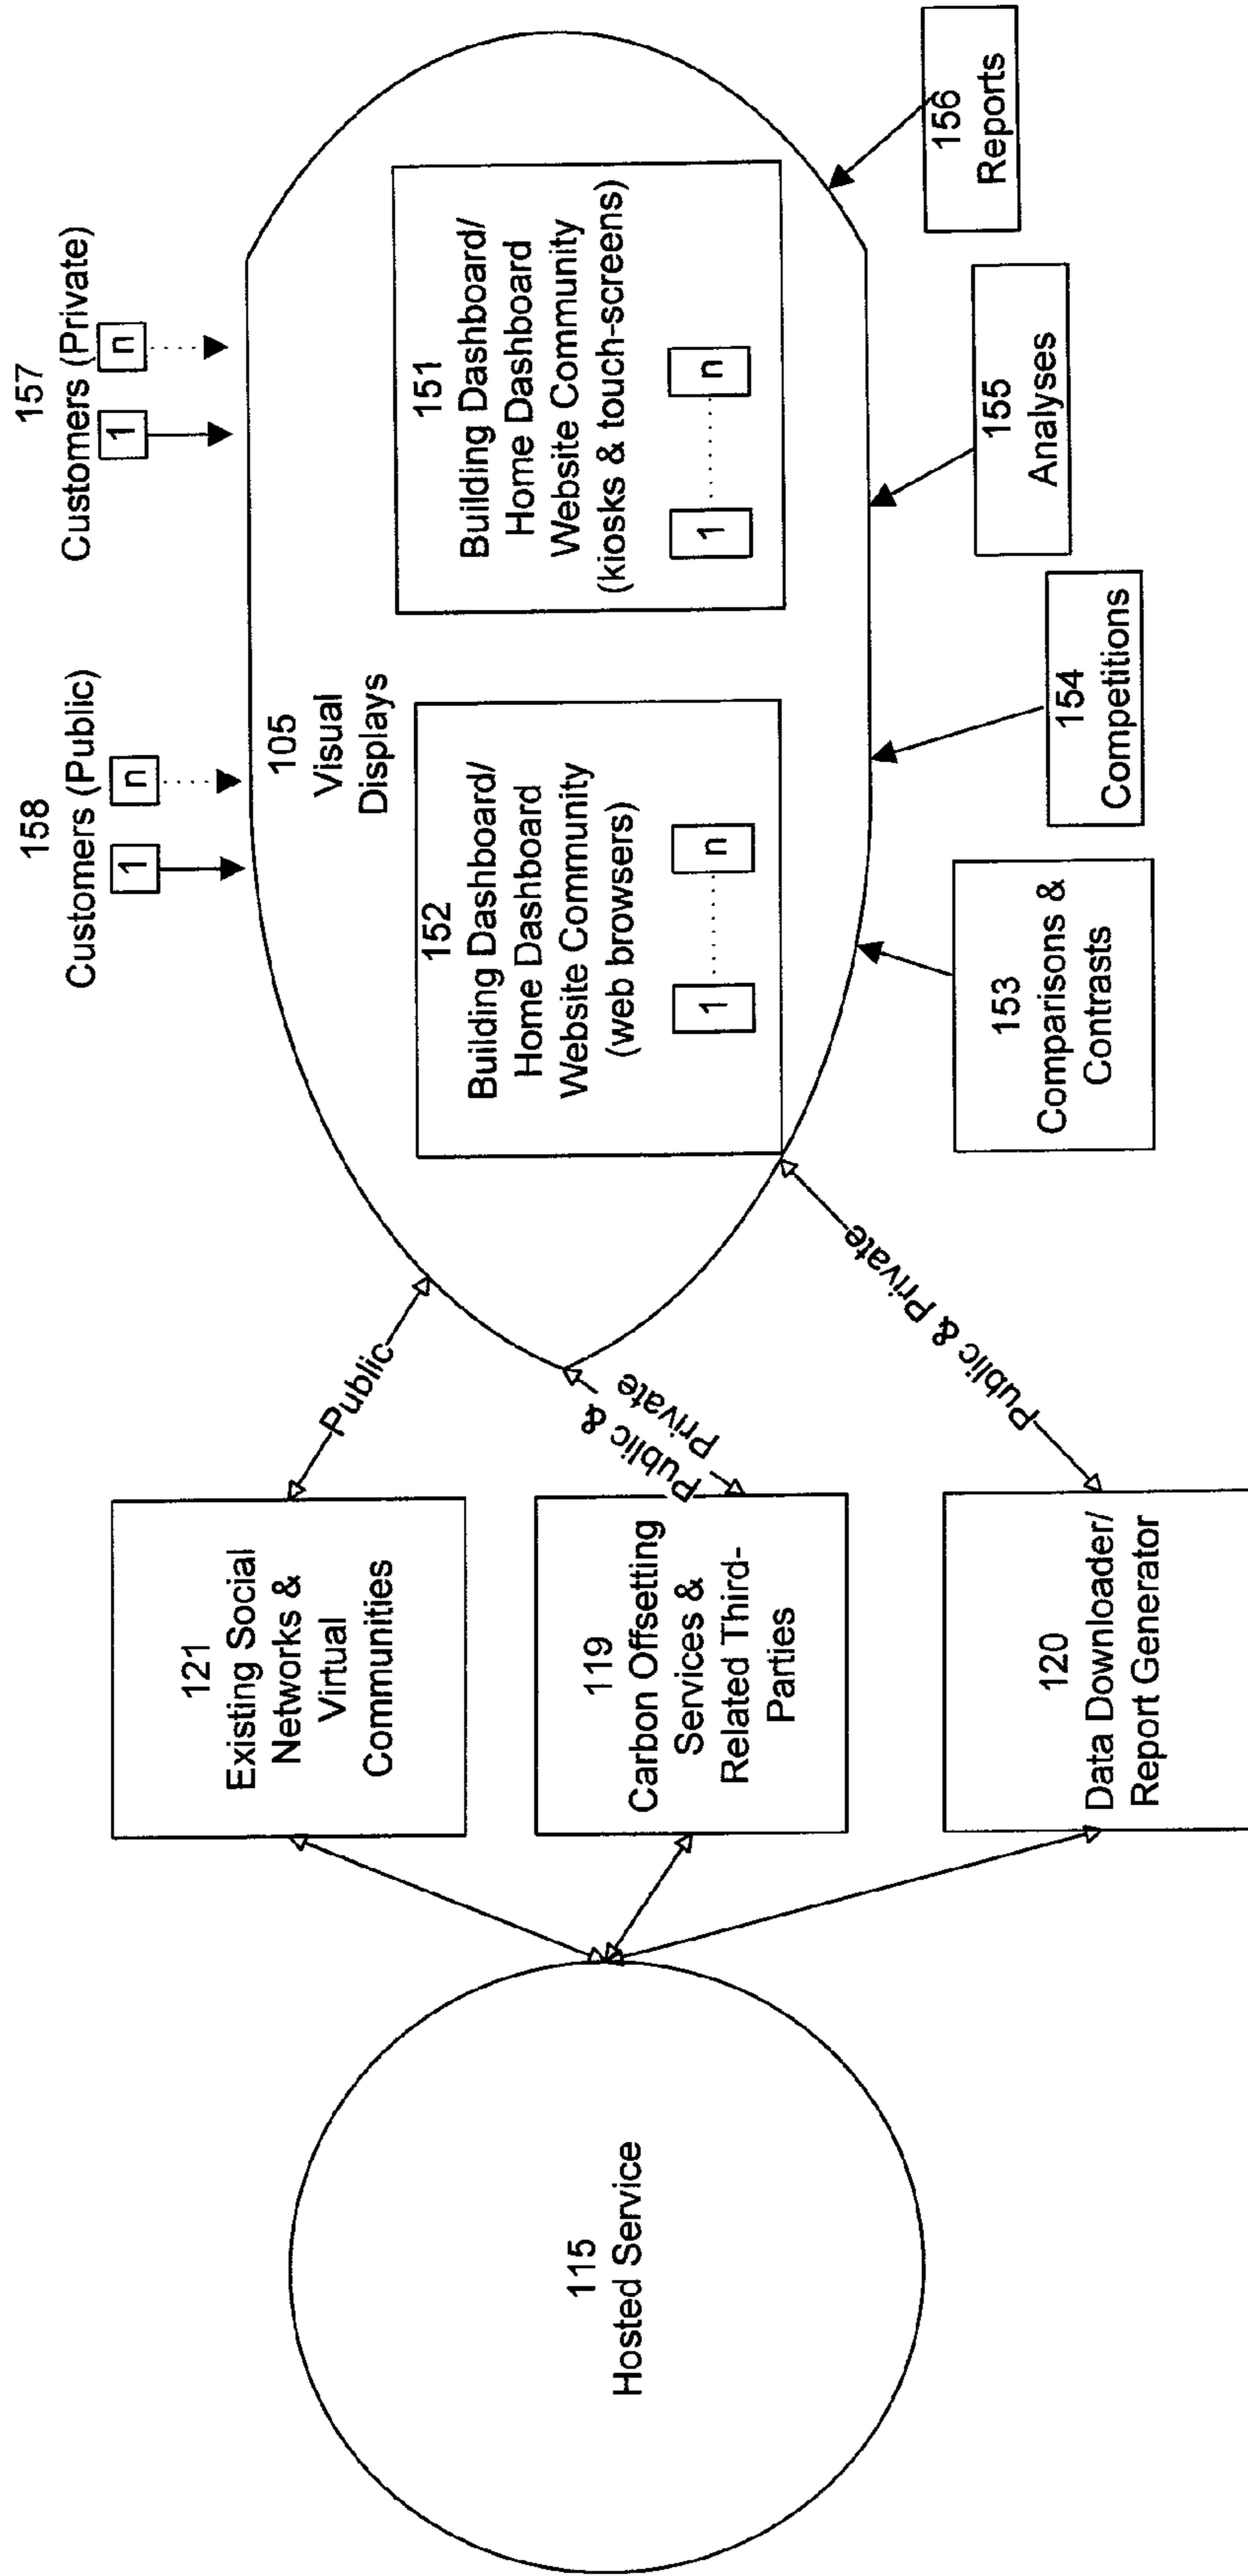 115
Hosted Service
121
Existing Social
Networks &
Virtual
Communities
119
Carbon Offsetting
Services &
Related Third-
Parties
120
Data Downloader/
Report Generator
Public
Public &
Private
Public & Private
158
Customers (Public)
1
n
157
Customers (Private)
1
n
105
Visual
Displays
152
Building Dashboard/
Home Dashboard
Website Community
(web browsers)
1
n
151
Building Dashboard/
Home Dashboard
Website Community
(kiosks & touch-screens)
1
n
153
Comparisons &
Contrasts
154
Competitions
155
Analyses
156
Reports